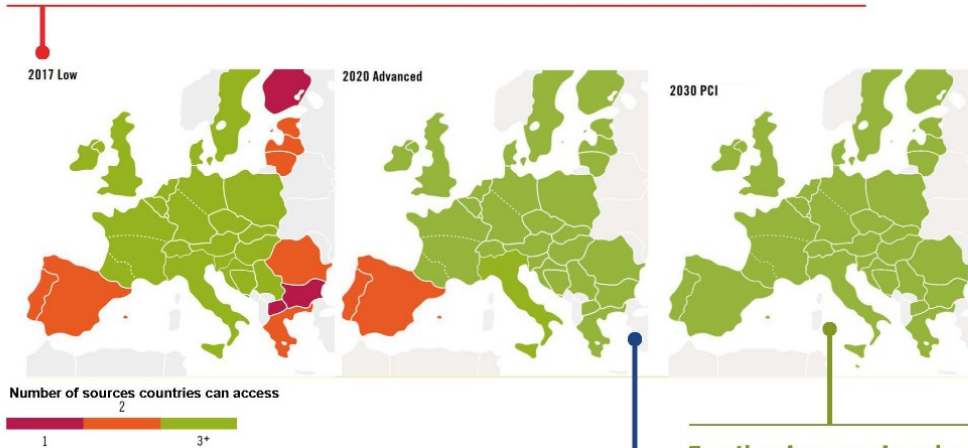 2017 Low
2020 Advanced
2030 PCI
Number of sources countries can access
2
1
3+